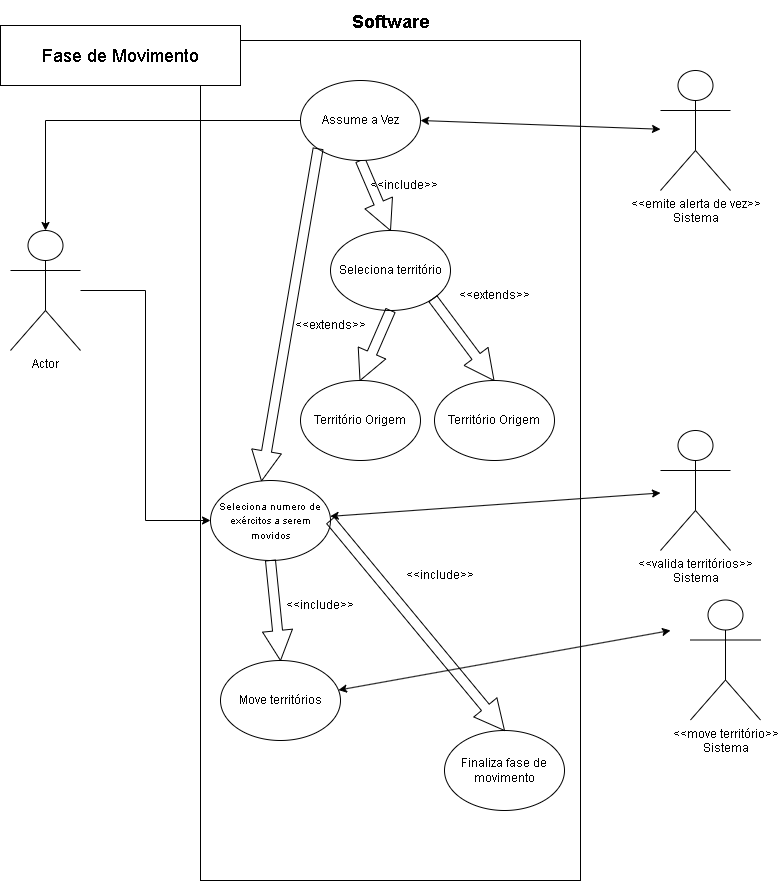 Software
Fase de Movimento
Assume a Vez
<<include>>
<<emite alerta de vez>>
Sistema
Seleciona território
<<extends>>
<<extends>>
Actor
Território Origem
Território Origem
Seleciona numero de
exércitos a serem
movidos
<<valida territórios>>
Sistema
<<include>>
<<include>>
Move territórios
<<move território>>
Sistema
Finaliza fase de
movimento